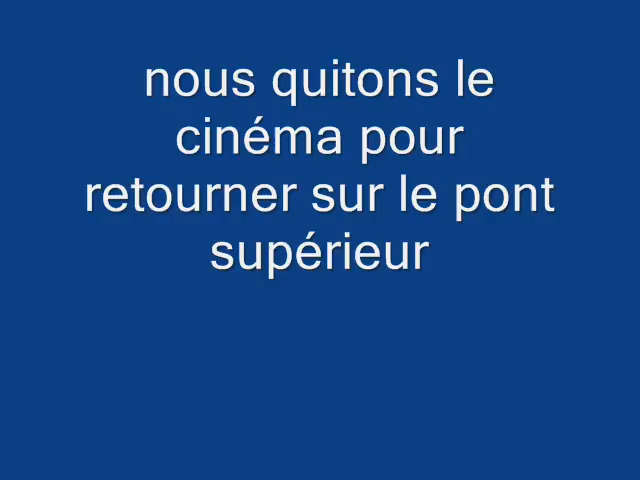 nous quitons le
cinéma pour
retourner sur le pont
supérieur